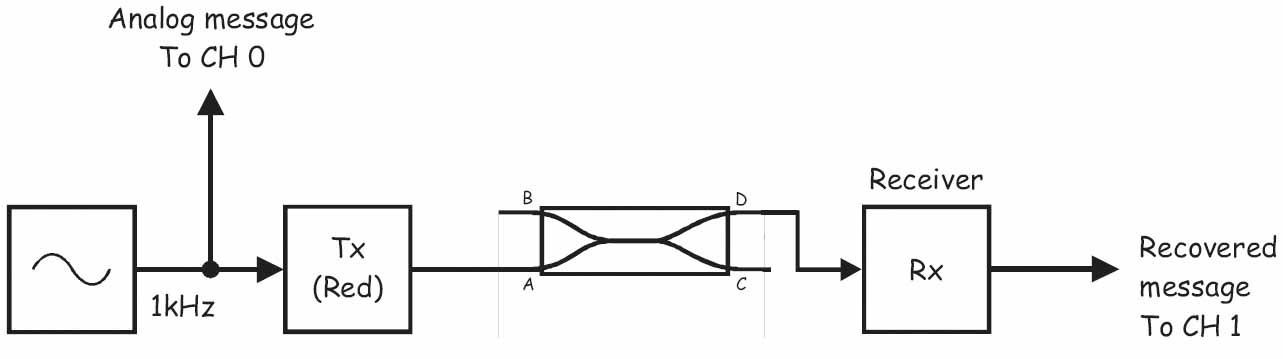 Analog message
To CH 0
1kHz
Tx
(Red)
B
A
D
C
Receiver
Rx
Recovered
message
To CH 1